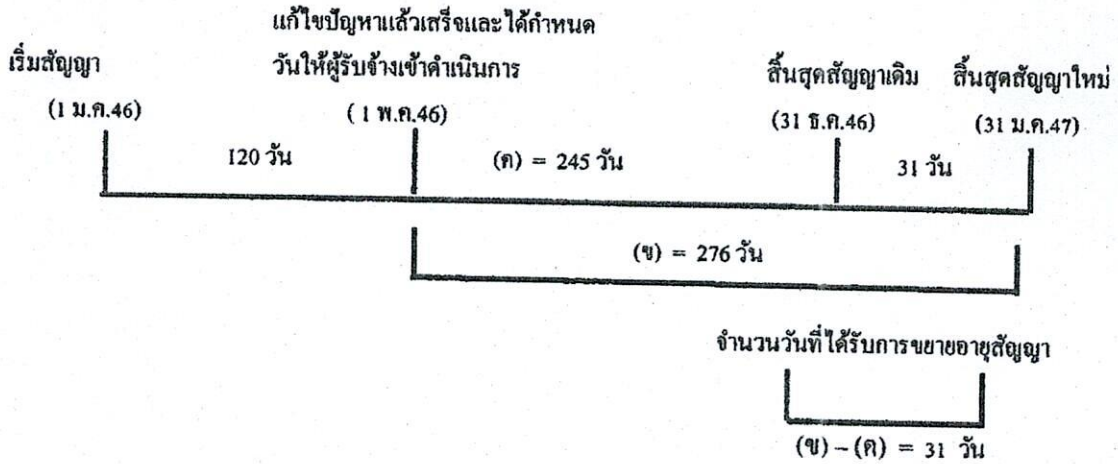 แก้ไขปัญหาแล้วเสร็จและได้กำหนด
เริ่มสัญญา วันให้ผู้รับจ้างเข้าดำเนินการ สิ้นสุดสัญญาเดิม สิ้นสุดสัญญาใหม่
(1 ม.ค.46) ( 1 พ.ค.46) (31 ธ.ค.46) (31 ม.ค.47)
120 วัน (ค) = 245 วัน 31 วัน
(ข) = 276 วัน
จำนวนวันที่ได้รับการขยายอายุสัญญา
(ข) – (ค) = 31 วัน